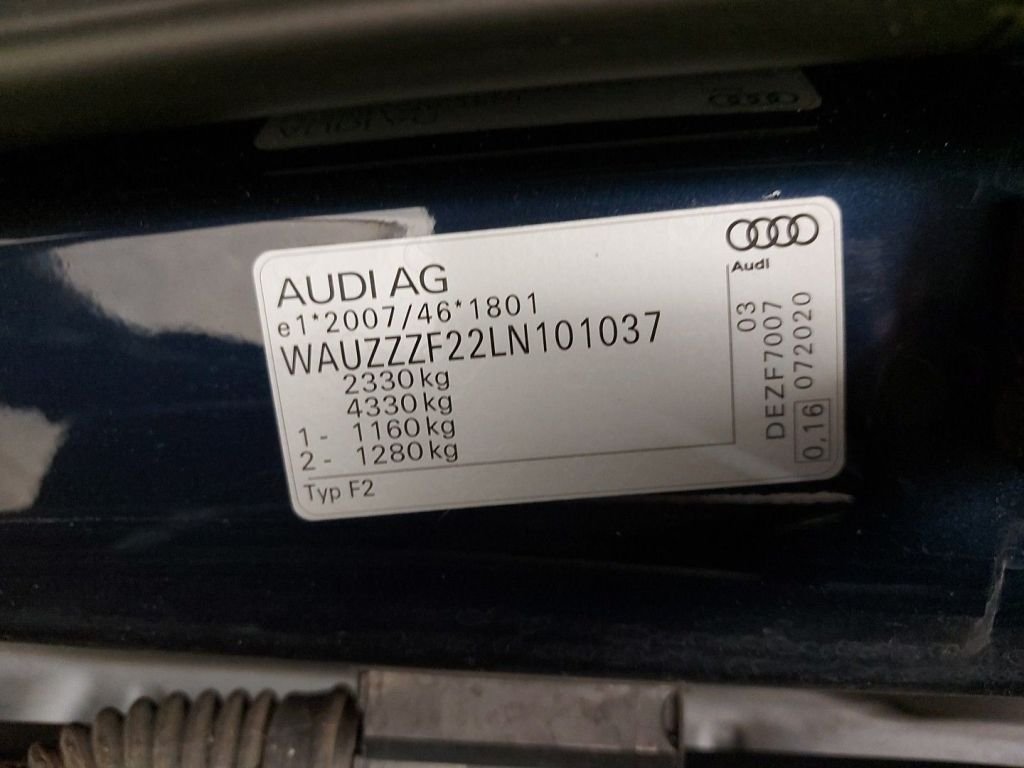 AUDI AG
e1*2007/46*1801
WAUZZZF22LN101037
2330 kg
4330 kg
1 - 1160 kg
2 - 1280 kg
Typ F2
Audi
03
DEZF7007
0,16 072020